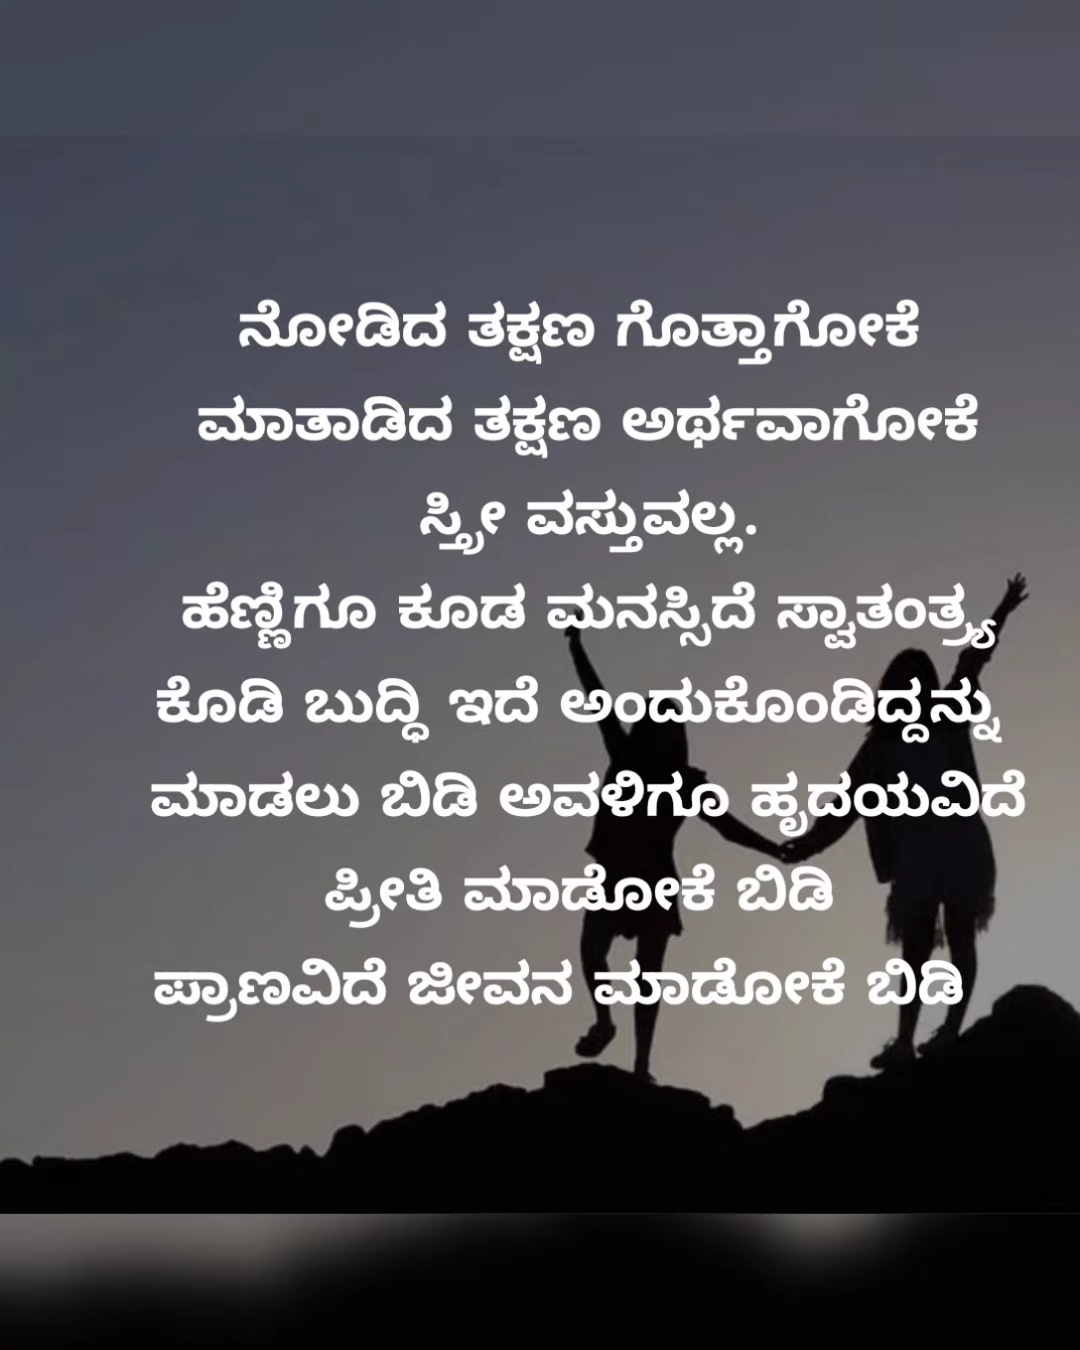 ನೋಡಿದ ತಕ್ಷಣ ಗೊತ್ತಾಗೋಕೆ
ಮಾತಾಡಿದ ತಕ್ಷಣ ಅರ್ಥವಾಗೋಕೆ
ಸ್ತ್ರೀ ವಸ್ತುವಲ್ಲ.
ಹೆಣ್ಣಿಗೂ ಕೂಡ ಮನಸ್ಸಿದೆ ಸ್ವಾತಂತ್ರ್ಯ
ಕೊಡಿ ಬುದ್ಧಿ ಇದೆ ಅಂದುಕೊಂಡಿದ್ದನ್ನು
ಮಾಡಲು ಬಿಡಿ ಅವಳಿಗೂ ಹೃದಯವಿದೆ
ಪ್ರೀತಿ ಮಾಡೋಕೆ ಬಿಡಿ
ಪ್ರಾಣವಿದೆ ಜೀವನ ಮಾಡೋಕೆ ಬಿಡಿ